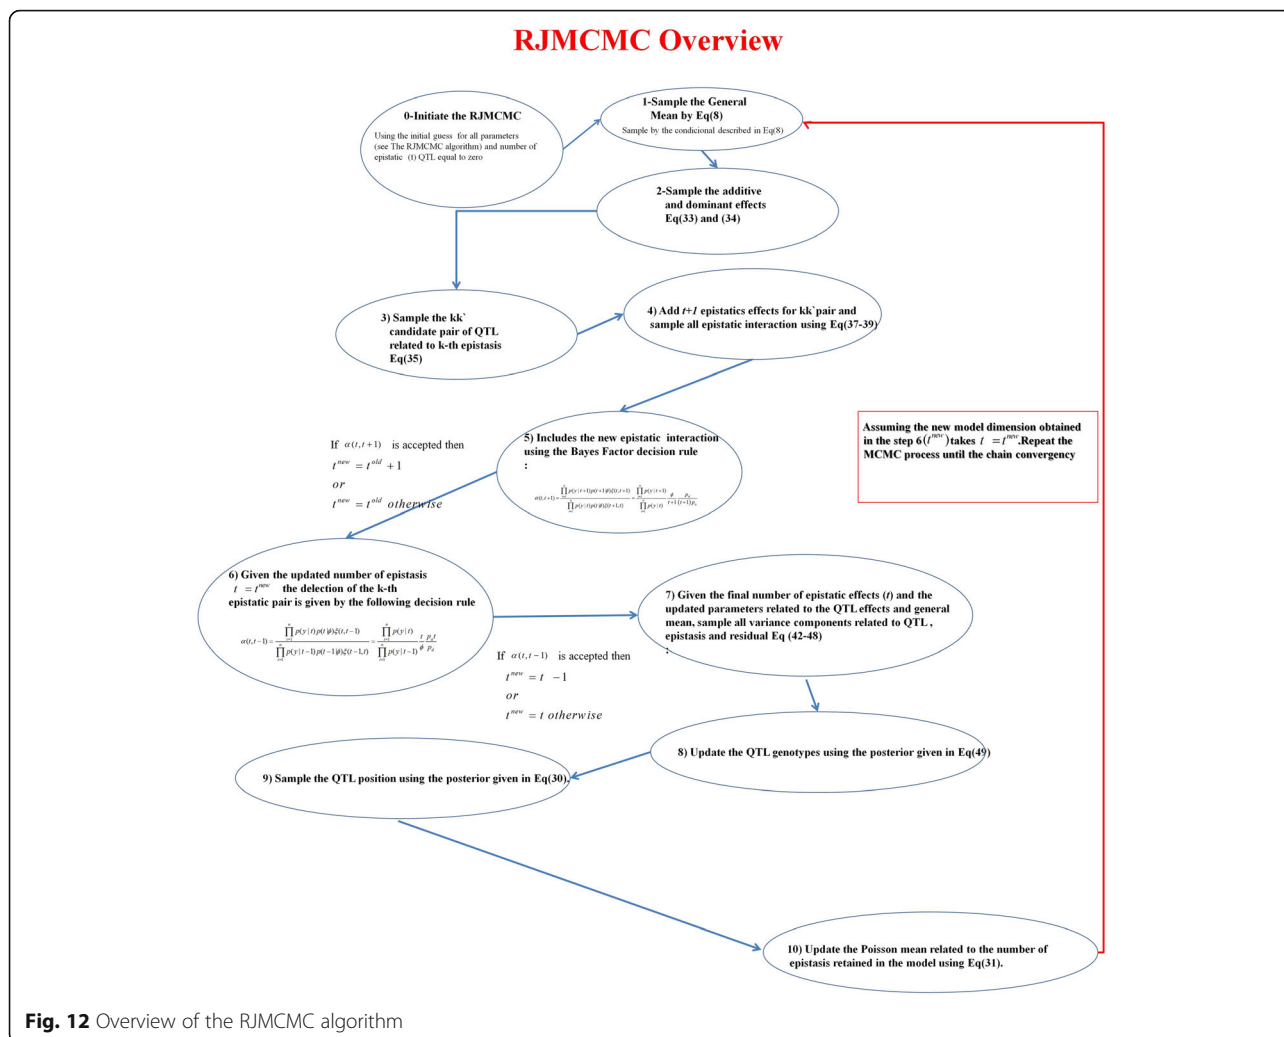 RJMCMC Overview
0-Initiate the RJMCMC
Using the initial guess for all parameters
(see The RJMCMC algorithm) and number of
epistatic (t) QTL equal to zero
1-Sample the General
Mean by Eq(8)
Sample by the condicional described in Eq(8)
2-Sample the additive
and dominant effects
Eq(33) and (34)
3) Sample the kk`
candidate pair of QTL
related to k-th epistasis
Eq(35)
4) Add t+1 epistatics effects for kk`pair and
sample all epistatic interaction using Eq(37-39)
5) Includes the new epistatic interaction
using the Bayes Factor decision rule
:
If α(t,t+1) is accepted then
t^new = t^old +1
or
t^new = t^old otherwise
Assuming the new model dimension obtained
in the step 6(t^new) takes t = t^new.Repeat the
MCMC process until the chain convergency
6) Given the updated number of epistasis
t = t^new the delection of the k-th
epistatic pair is given by the following decision rule
If α(t,t−1) is accepted then
t^new = t −1
or
t^new = t otherwise
7) Given the final number of epistatic effects (t) and the
updated parameters related to the QTL effects and general
mean, sample all variance components related to QTL ,
epistasis and residual Eq (42-48)
:
8) Update the QTL genotypes using the posterior given in Eq(49)
9) Sample the QTL position using the posterior given in Eq(30).
10) Update the Poisson mean related to the number of
epistasis retained in the model using Eq(31).
Fig. 12 Overview of the RJMCMC algorithm